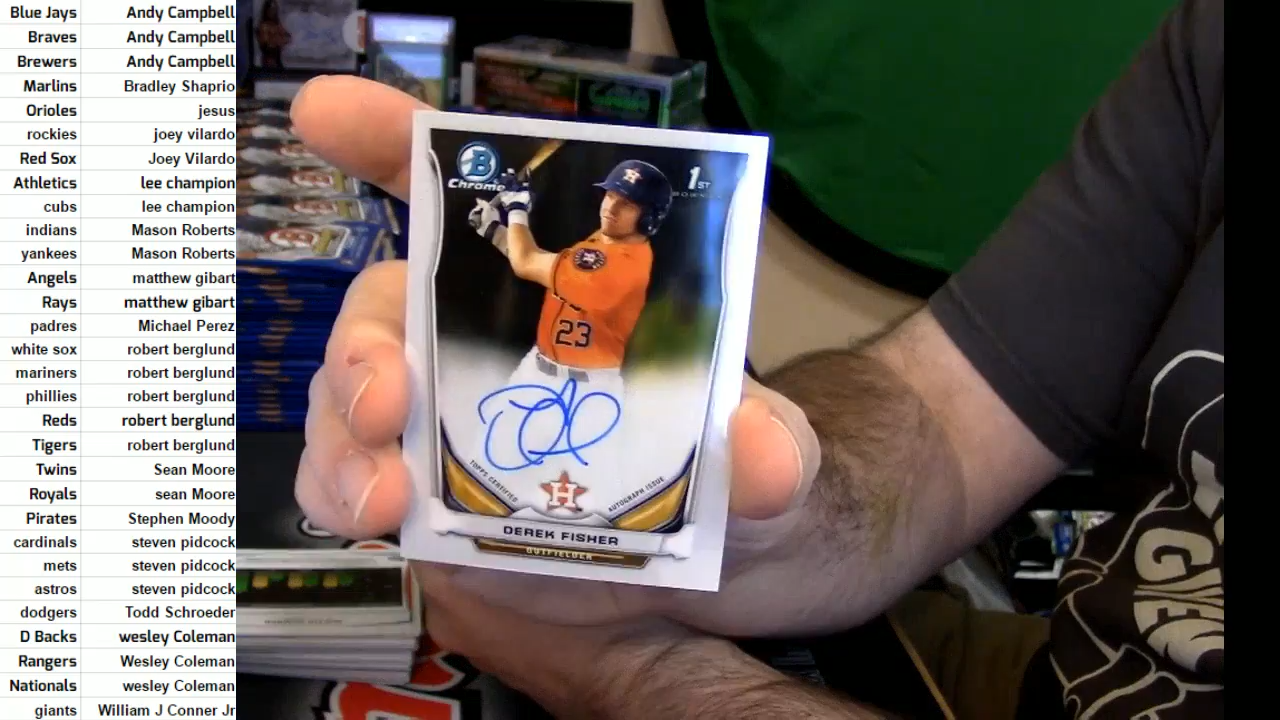 Blue Jays Andy Campbell
Braves Andy Campbell
Brewers Andy Campbell
Marlins Bradley Shaprio
Orioles jesus
rockies joey vilardo
Red Sox Joey Vilardo
Athletics lee champion
cubs lee champion
indians Mason Roberts
yankees Mason Roberts
Angels matthew gibart
Rays matthew gibart
padres Michael Perez
white sox robert berglund
mariners robert berglund
phillies robert berglund
Reds robert berglund
Tigers robert berglund
Twins Sean Moore
Royals sean Moore
Pirates Stephen Moody
cardinals steven pidcock
mets steven pidcock
astros steven pidcock
dodgers Todd Schroeder
D Backs wesley Coleman
Rangers Wesley Coleman
Nationals wesley Coleman
giants William J Conner Jr
B
Chrome
1ST
BOWMAN
H
23
TOPPS CERTIFIED
AUTOGRAPH ISSUE
H
DEREK FISHER
OUTFIELDER